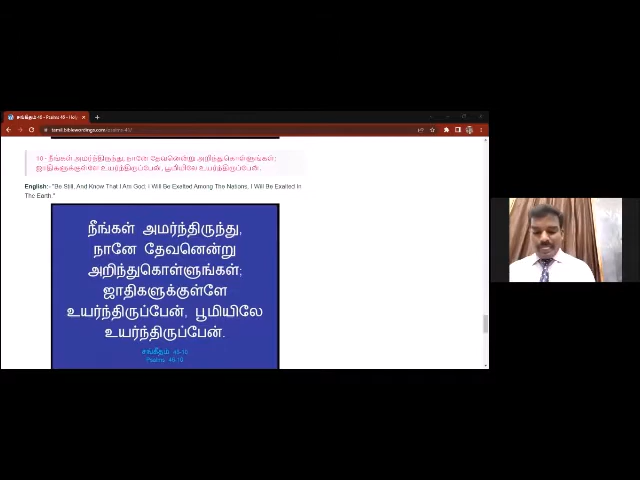 சங்கீதம் 46 - Psalms 46 - Holy
tamil.biblewordings.com/psalms-46/
10 - நீங்கள் அமர்ந்திருந்து, நானே தேவனென்று அறிந்துகொள்ளுங்கள்;
ஜாதிகளுக்குள்ளே உயர்ந்திருப்பேன், பூமியிலே உயர்ந்திருப்பேன்.
English:- "Be Still, And Know That I Am God. I Will Be Exalted Among The Nations, I Will Be Exalted In
The Earth."
நீங்கள் அமர்ந்திருந்து,
நானே தேவனென்று
அறிந்துகொள்ளுங்கள்;
ஜாதிகளுக்குள்ளே
உயர்ந்திருப்பேன், பூமியிலே
உயர்ந்திருப்பேன்.
சங்கீதம் 46-10
Psalms 46-10